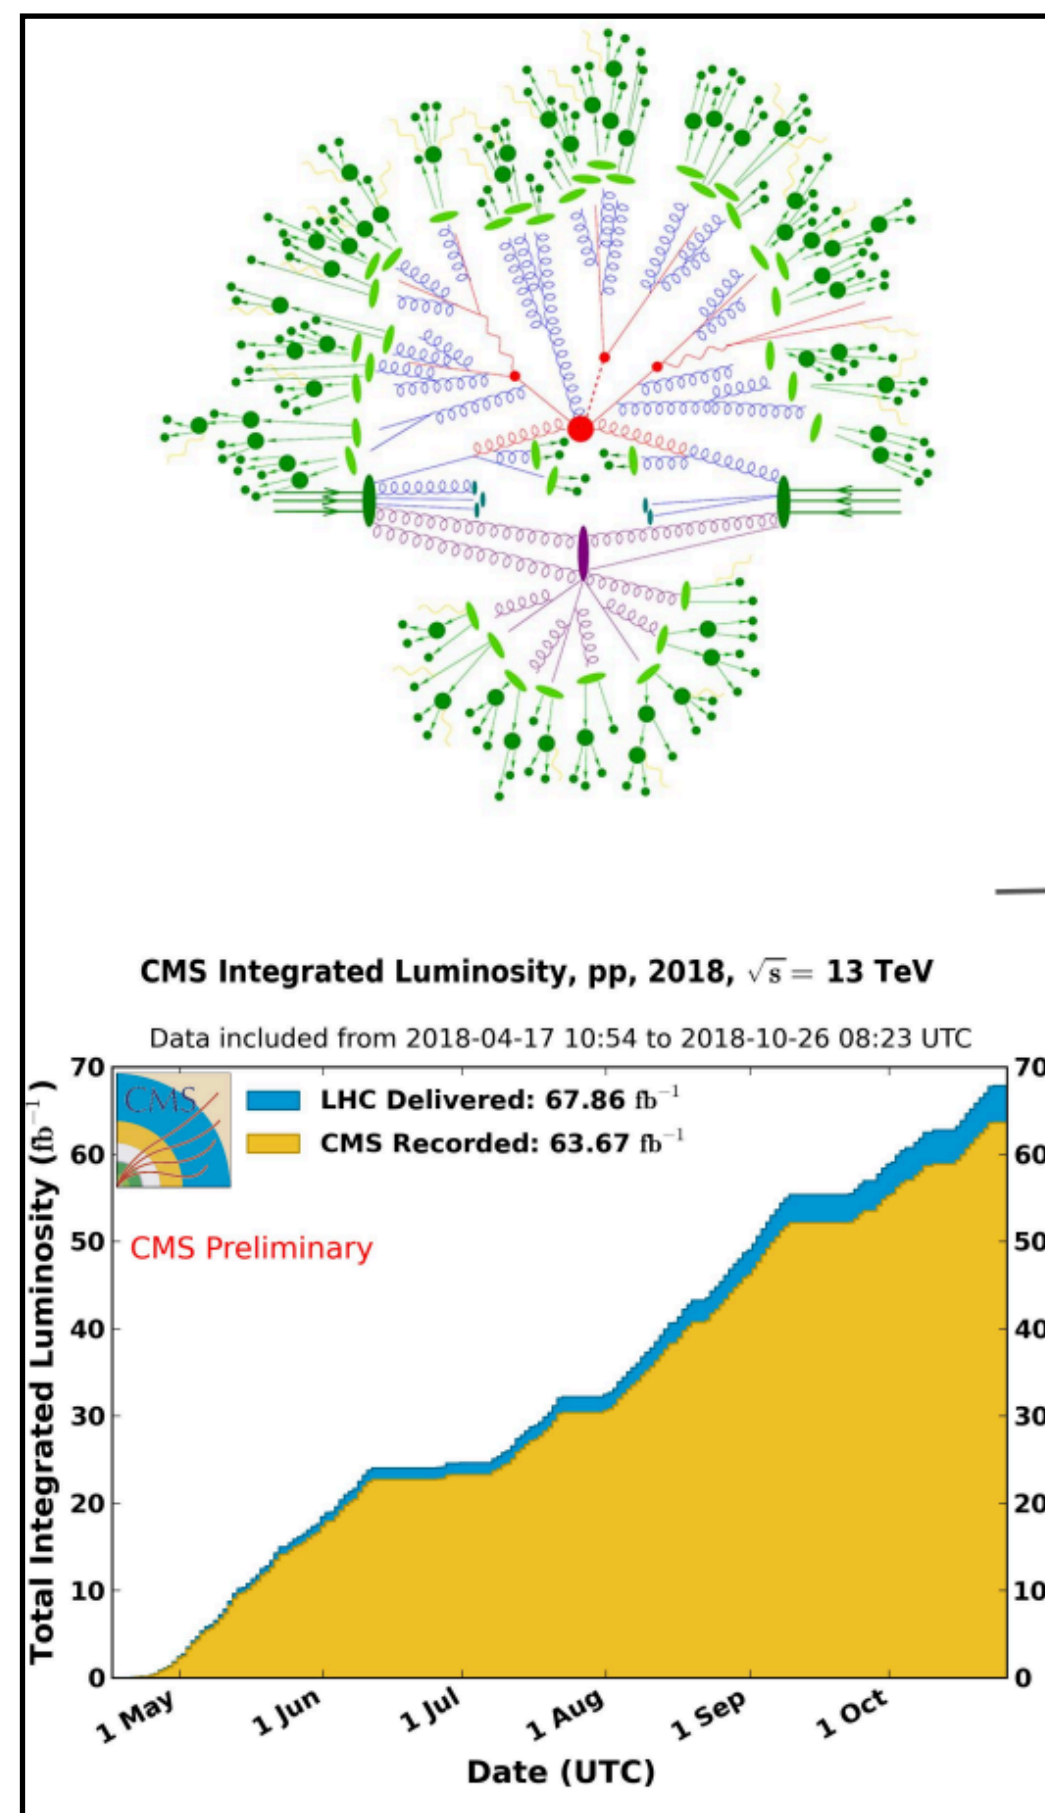 CMS Integrated Luminosity, pp, 2018, √s = 13 TeV
Data included from 2018-04-17 10:54 to 2018-10-26 08:23 UTC
CMS
LHC Delivered: 67.86 fb⁻¹
CMS Recorded: 63.67 fb⁻¹
CMS Preliminary
Total Integrated Luminosity (fb⁻¹)
70
60
50
40
30
20
10
0
70
60
50
40
30
20
10
0
1 May
1 Jun
1 Jul
1 Aug
1 Sep
1 Oct
Date (UTC)